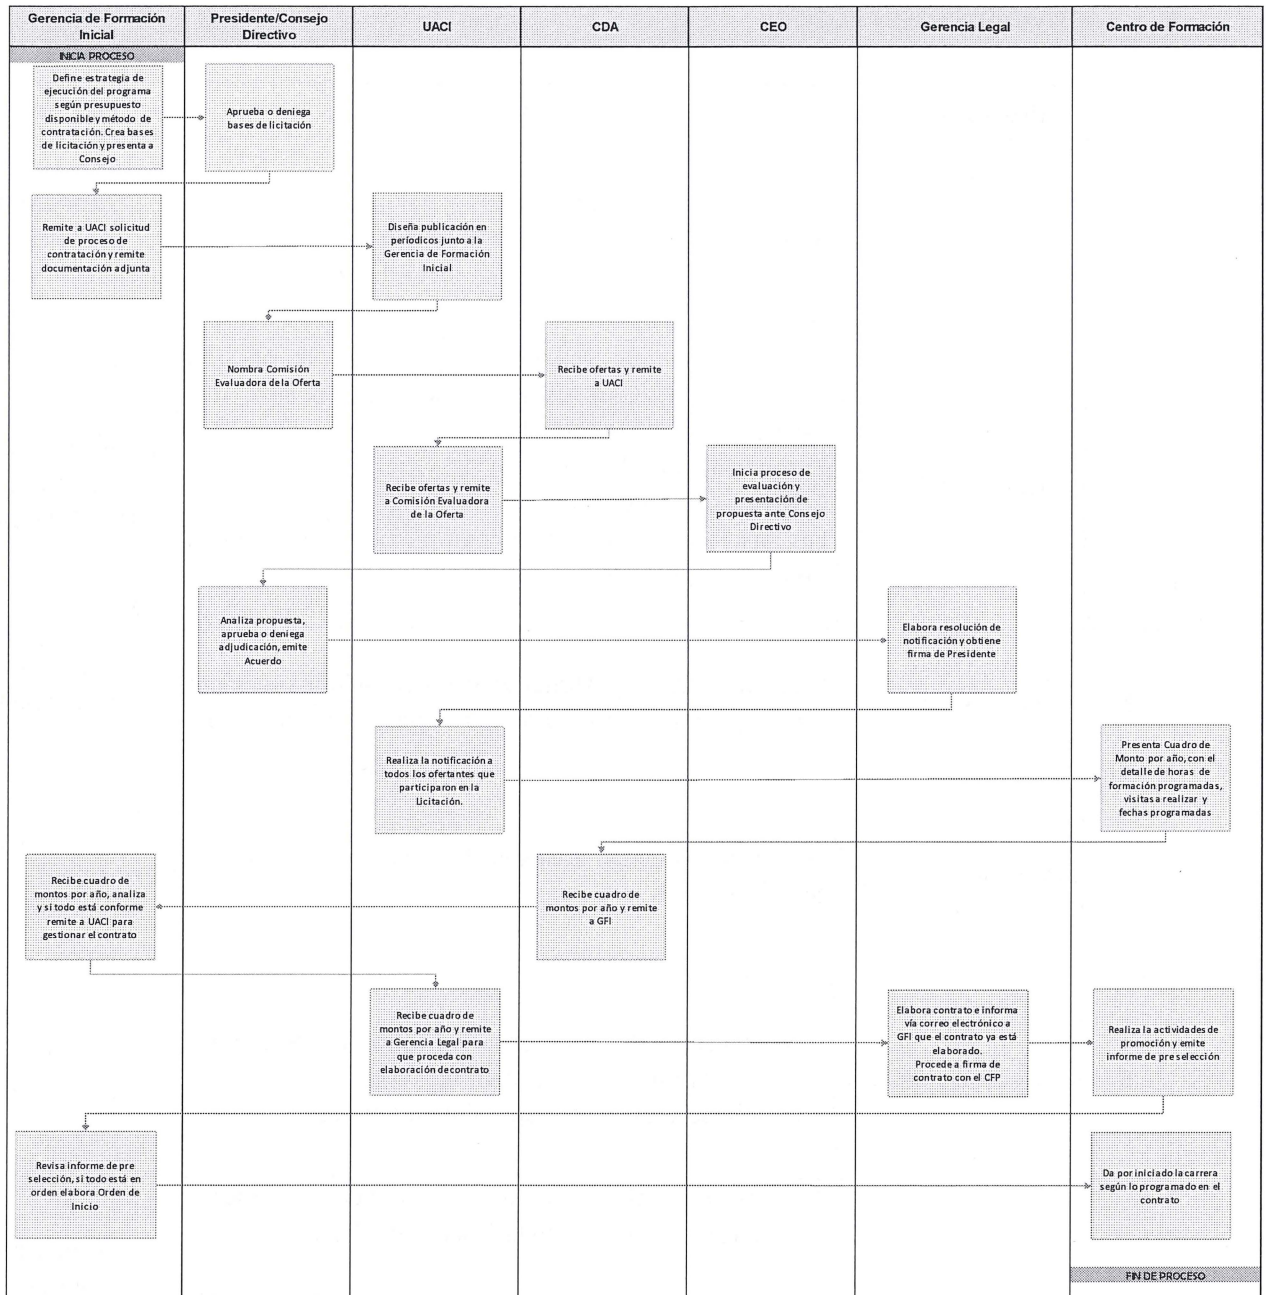 Gerencia de Formación
Inicial
Presidente/Consejo
Directivo
UACI
CDA
CEO
Gerencia Legal
Centro de Formación
INICIA PROCESO
Define estrategia de
ejecución del programa
según presupuesto
disponible y método de
contratación. Crea bases
de licitación y presenta a
Consejo
Aprueba o deniega
bases de licitación
Remite a UACI solicitud
de proceso de
contratación y remite
documentación adjunta
Diseña publicación en
períodicos junto a la
Gerencia de Formación
Inicial
Nombra Comisión
Evaluadora de la Oferta
Recibe ofertas y remite
a UACI
Recibe ofertas y remite
a Comisión Evaluadora
de la Oferta
Inicia proceso de
evaluación y
presentación de
propuesta ante Consejo
Directivo
Analiza propuesta,
aprueba o deniega
adjudicación, emite
Acuerdo
Elabora resolución de
notificación y obtiene
firma de Presidente
Realiza la notificación a
todos los ofertantes que
participaron en la
Licitación.
Presenta Cuadro de
Monto por año, con el
detalle de horas de
formación programadas,
visitas a realizar y
fechas programadas
Recibe cuadro de
montos por año, analiza
y si todo está conforme
remite a UACI para
gestionar el contrato
Recibe cuadro de
montos por año y remite
a GFI
Recibe cuadro de
montos por año y remite
a Gerencia Legal para
que proceda con
elaboración de contrato
Elabora contrato e informa
vía correo electrónico a
GFI que el contrato ya está
elaborado.
Procede a firma de
contrato con el CFP
Realiza la actividades de
promoción y emite
informe de pre selección
Revisa informe de pre
selección, si todo está en
orden elabora Orden de
Inicio
Da por iniciado la carrera
según lo programado en el
contrato
FIN DE PROCESO